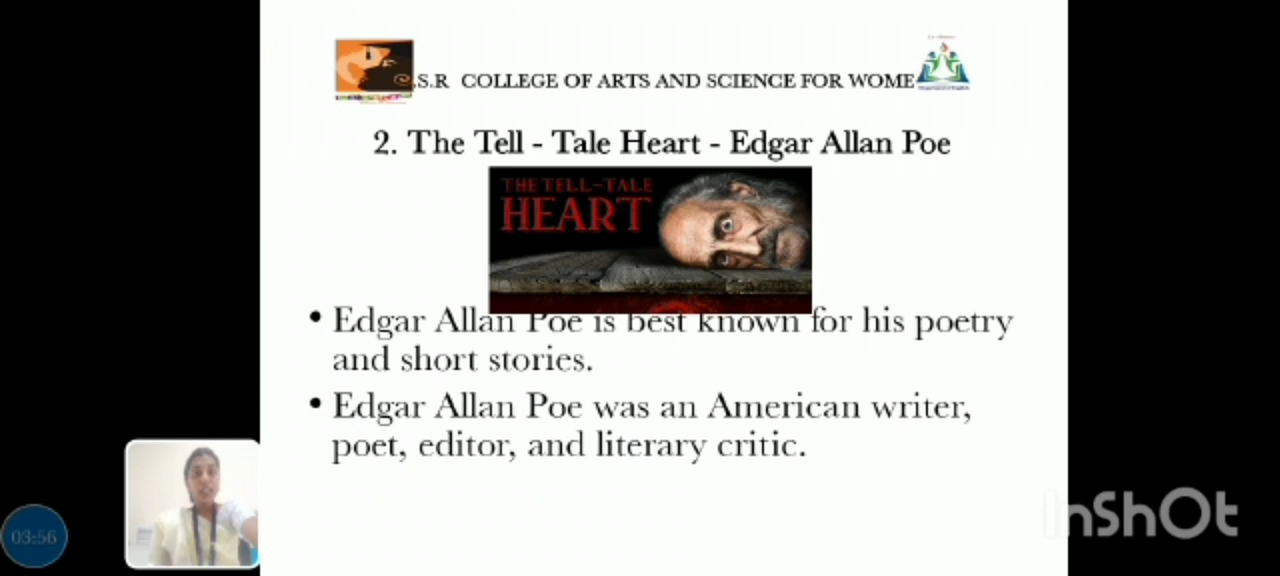 .S.R COLLEGE OF ARTS AND SCIENCE FOR WOME
2. The Tell - Tale Heart - Edgar Allan Poe
THE TELL-TALE
HEART
• Edgar Allan Poe is best known for his poetry
and short stories.
• Edgar Allan Poe was an American writer,
poet, editor, and literary critic.
03:56
InShOt